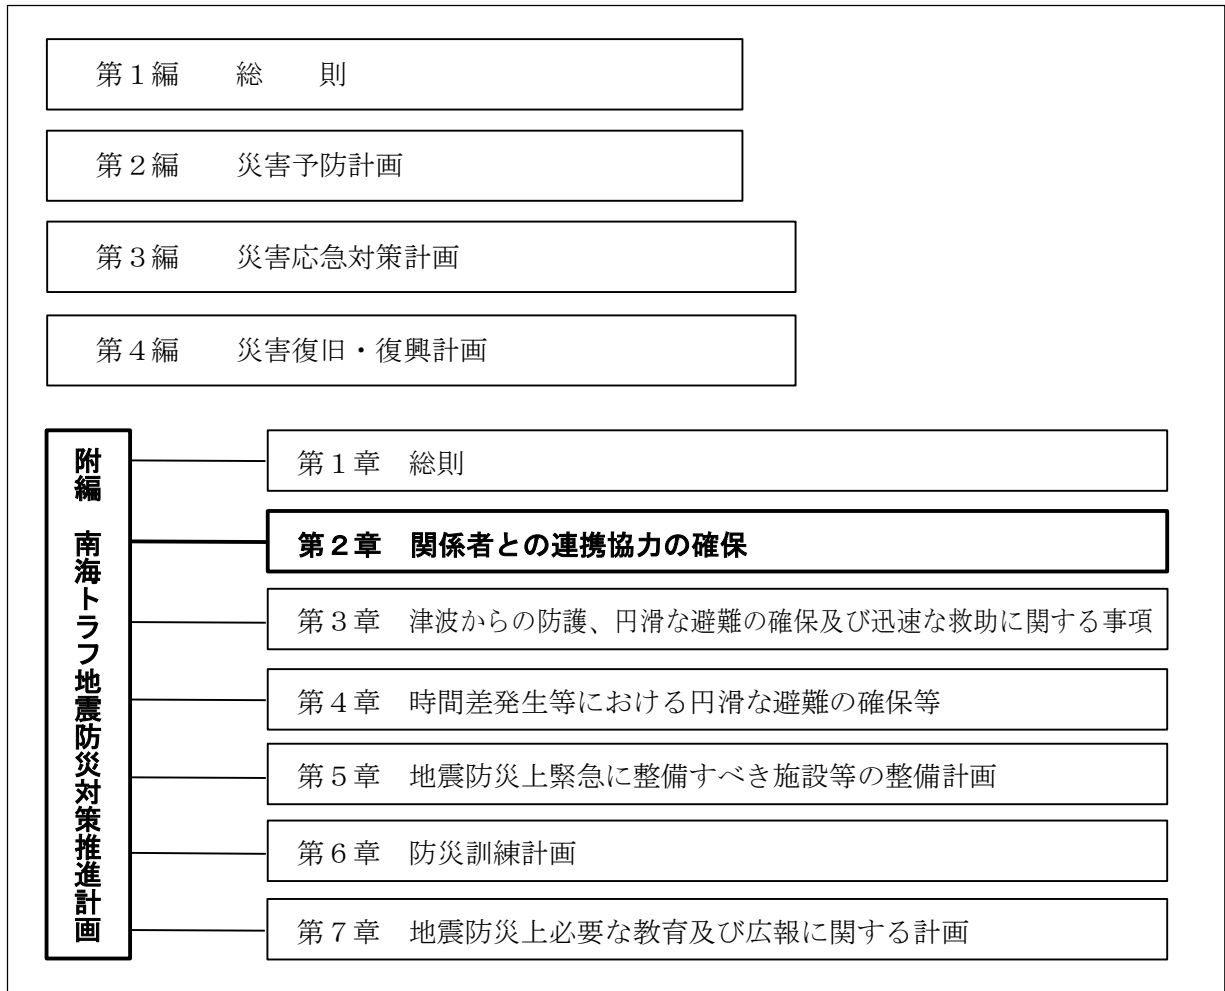 第１編　　総　　則
第２編　　災害予防計画
第３編　　災害応急対策計画
第４編　　災害復旧・復興計画
附編　南海トラフ地震防災対策推進計画
第１章　総則
第２章　関係者との連携協力の確保
第３章　津波からの防護、円滑な避難の確保及び迅速な救助に関する事項
第４章　時間差発生等における円滑な避難の確保等
第５章　地震防災上緊急に整備すべき施設等の整備計画
第６章　防災訓練計画
第７章　地震防災上必要な教育及び広報に関する計画